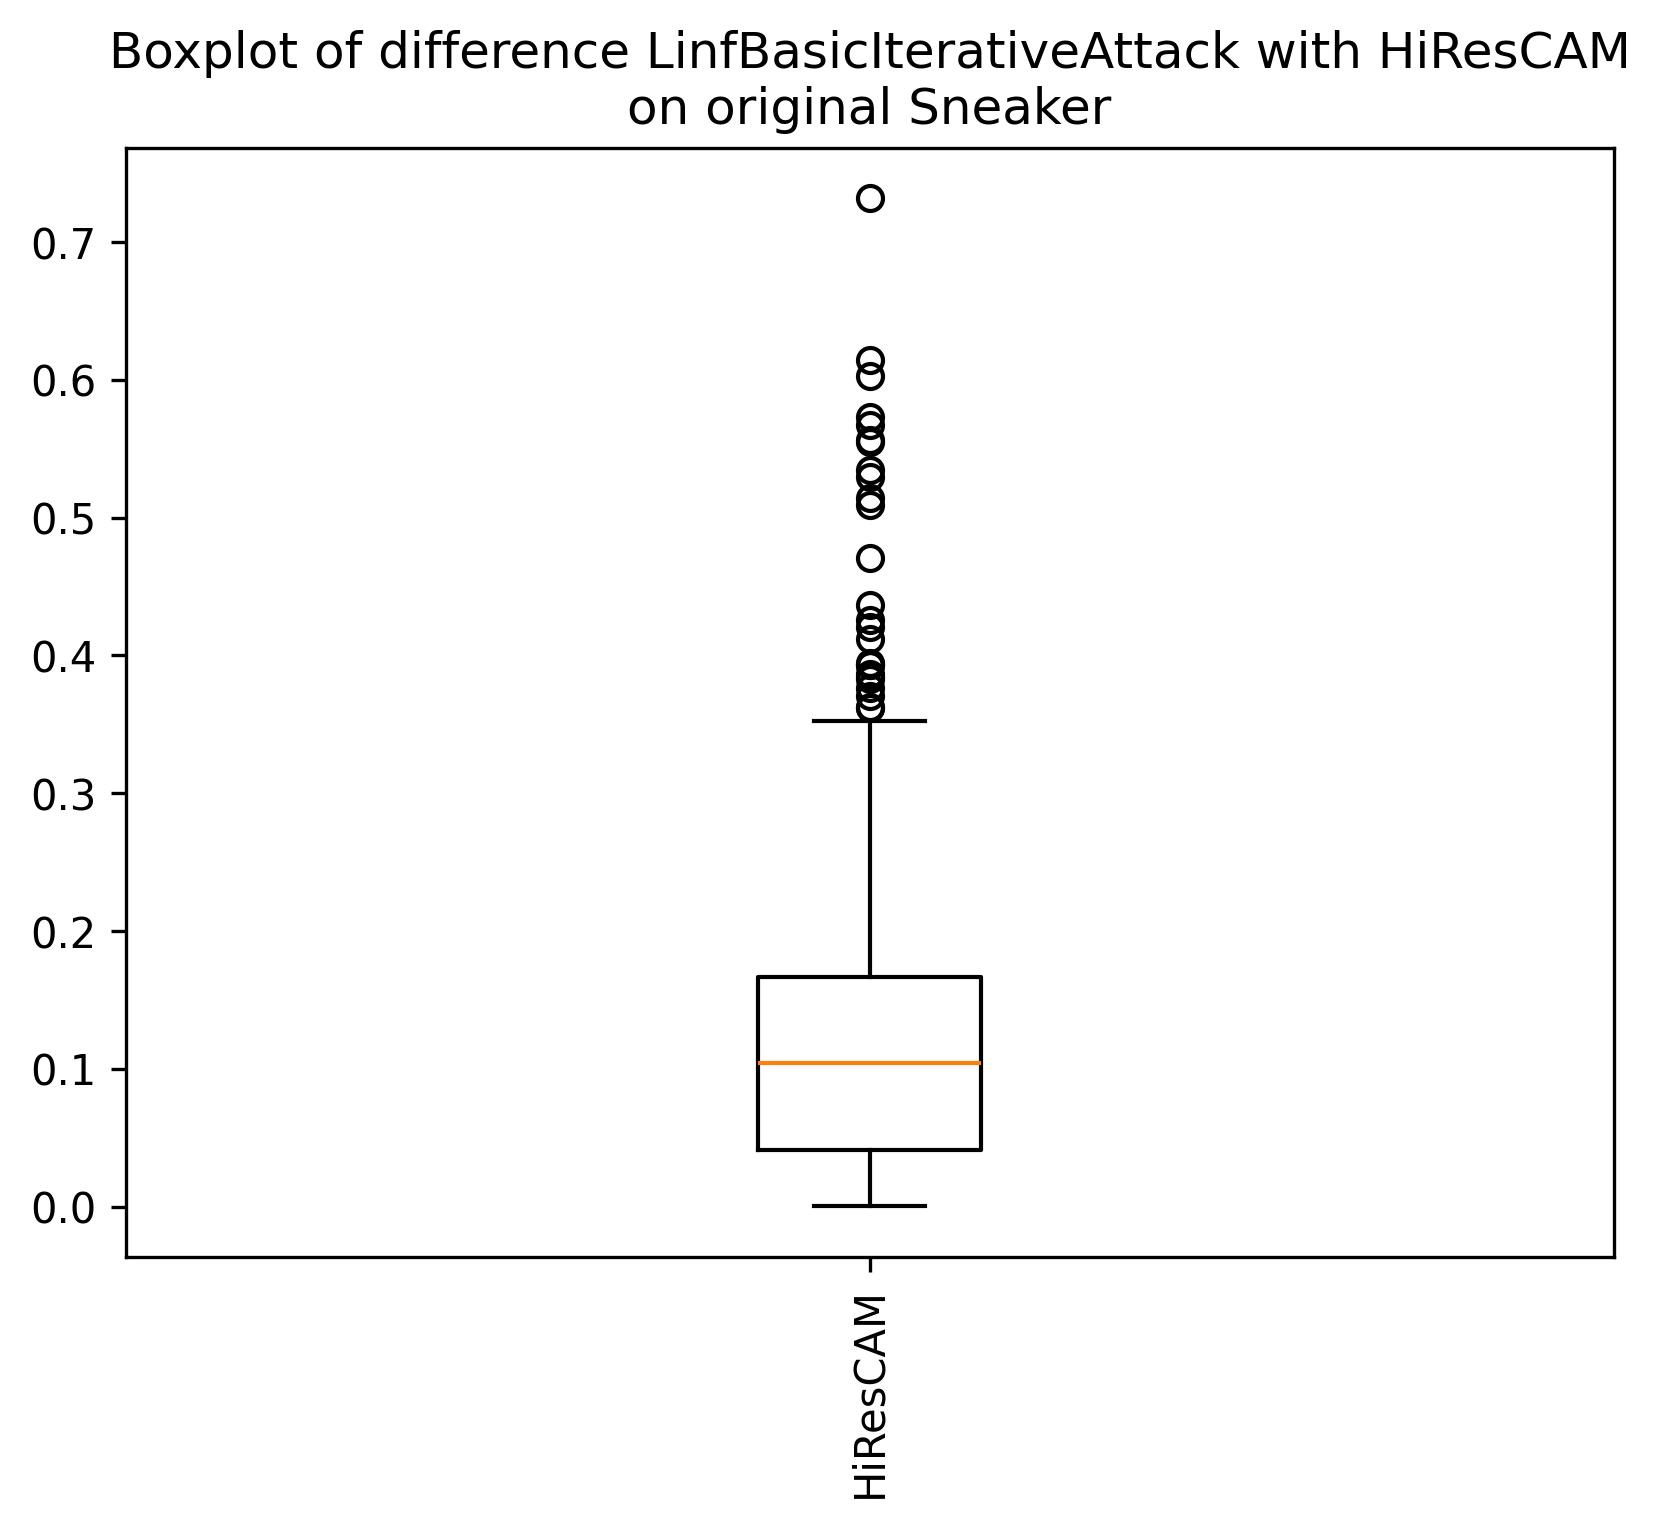 Boxplot of difference LinfBasicIterativeAttack with HiResCAM
on original Sneaker
0.7
0.6
0.5
0.4
0.3
0.2
0.1
0.0
HiResCAM